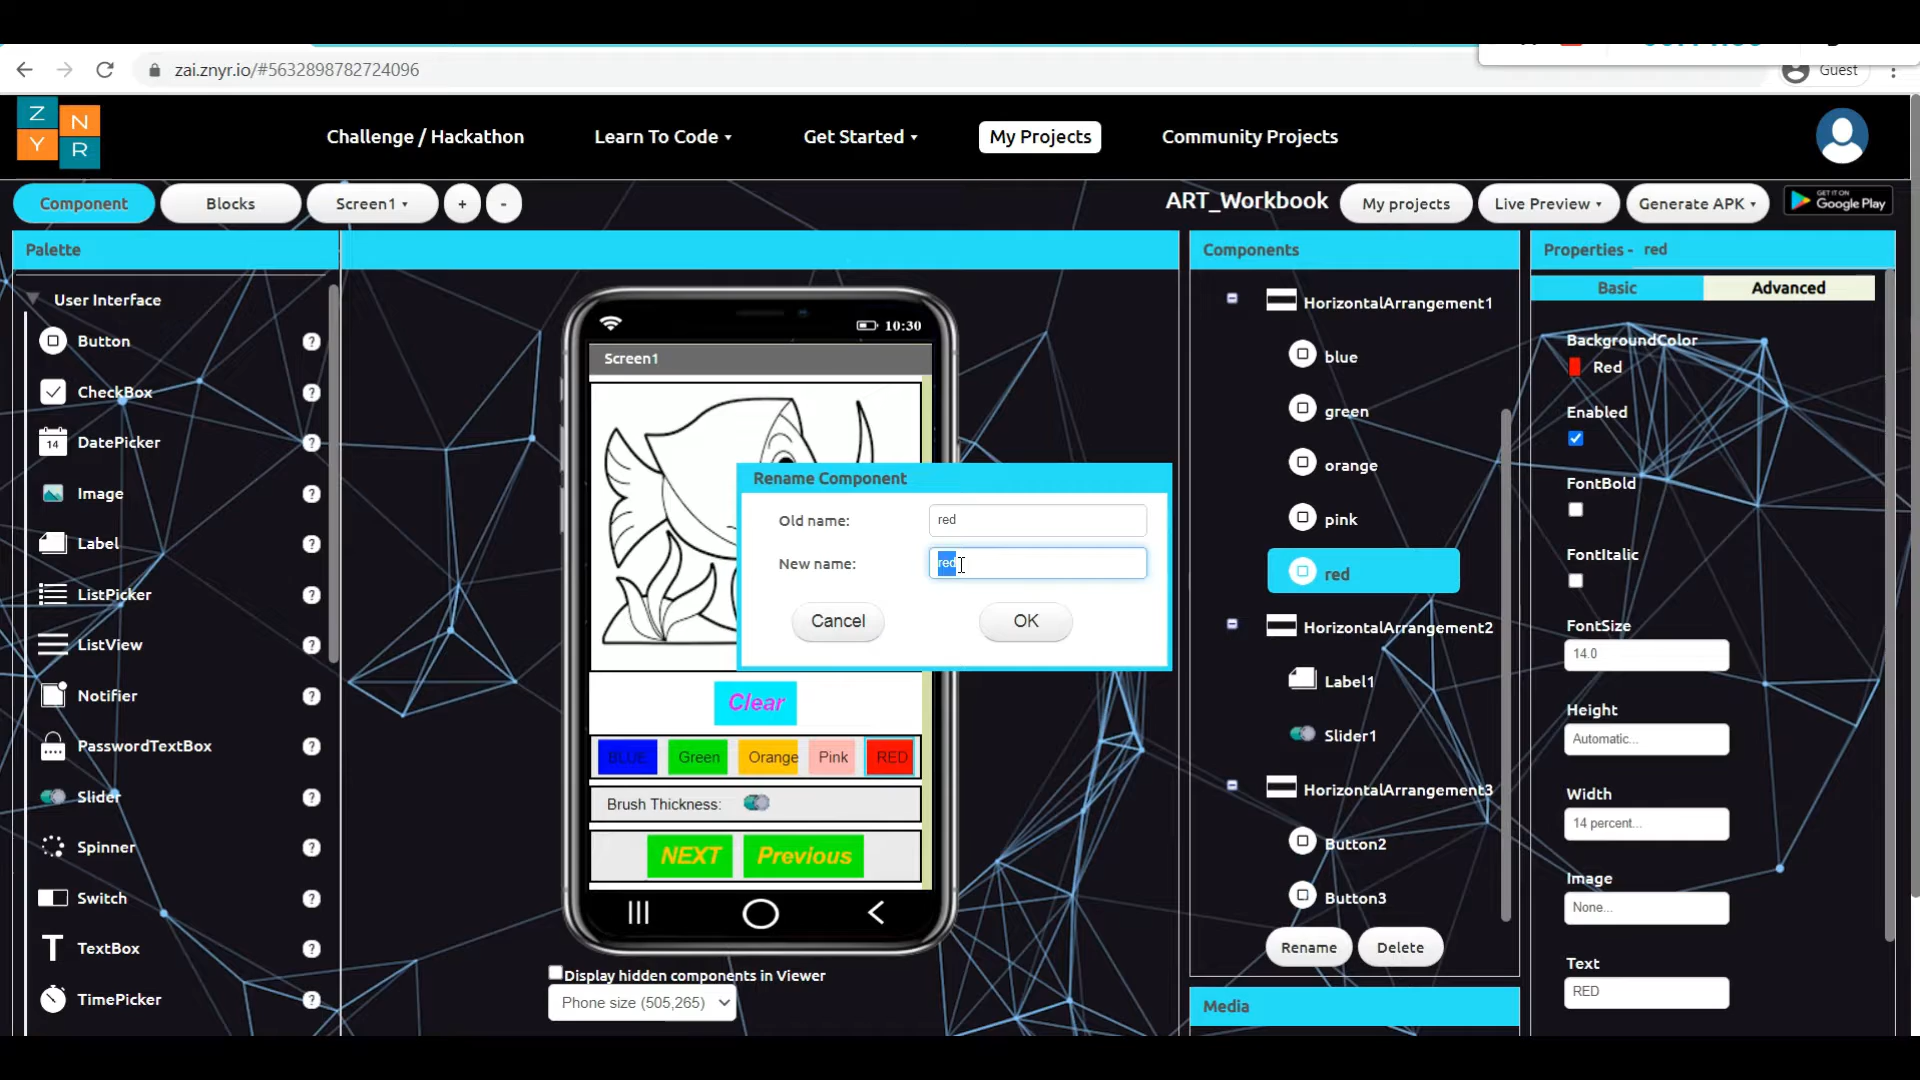 zai.znyr.io/#5632898782724096
Guest
Z N
Y R
Challenge / Hackathon
Learn To Code
Get Started
My Projects
Community Projects
Component
Blocks
Screen1
+
-
ART_Workbook
My projects
Live Preview
Generate APK
GET IT ON
Google Play
Palette
User Interface
Button ?
CheckBox ?
14 DatePicker ?
Image ?
Label ?
ListPicker ?
ListView ?
Notifier ?
PasswordTextBox ?
Slider ?
Spinner ?
Switch ?
TextBox ?
TimePicker ?
10:30
Screen1
Clear
BLUE Green Orange Pink RED
Brush Thickness:
NEXT Previous
Display hidden components in Viewer
Phone size (505,265)
Rename Component
Old name: red
New name: red
Cancel OK
Components
HorizontalArrangement1
blue
green
orange
pink
red
HorizontalArrangement2
Label1
Slider1
HorizontalArrangement3
Button2
Button3
Rename Delete
Media
Properties - red
Basic Advanced
BackgroundColor
Red
Enabled
FontBold
FontItalic
FontSize
14.0
Height
Automatic...
Width
14 percent...
Image
None...
Text
RED